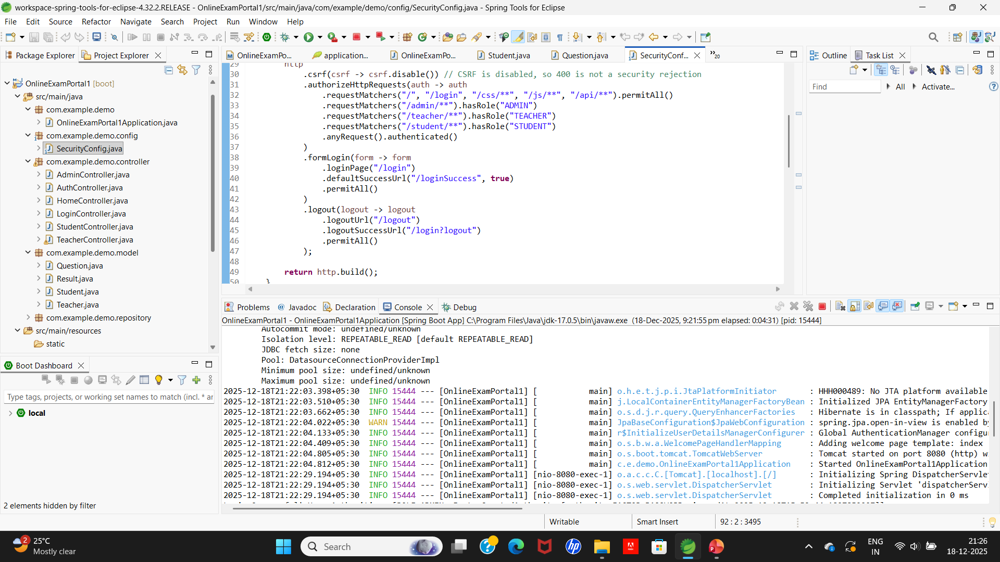 workspace-spring-tools-for-eclipse-4.32.2.RELEASE - OnlineExamPortal1/src/main/java/com/example/demo/config/SecurityConfig.java - Spring Tools for Eclipse
File Edit Source Refactor Navigate Search Project Run Window Help
Package Explorer Project Explorer
OnlineExamPortal1 [boot]
src/main/java
com.example.demo
OnlineExamPortal1Application.java
com.example.demo.config
SecurityConfig.java
com.example.demo.controller
AdminController.java
AuthController.java
HomeController.java
LoginController.java
StudentController.java
TeacherController.java
com.example.demo.model
Question.java
Result.java
Student.java
Teacher.java
com.example.demo.repository
src/main/resources
static
Boot Dashboard
Type tags, projects, or working set names to match (incl. * ar
local
2 elements hidden by filter
OnlineExamPo... application... OnlineExamPo... Student.java Question.java SecurityConf... »20
29 http
30 .csrf(csrf -> csrf.disable()) // CSRF is disabled, so 400 is not a security rejection
31 .authorizeHttpRequests(auth -> auth
32 .requestMatchers("/", "/login", "/css/**", "/js/**", "/api/**").permitAll()
33 .requestMatchers("/admin/**").hasRole("ADMIN")
34 .requestMatchers("/teacher/**").hasRole("TEACHER")
35 .requestMatchers("/student/**").hasRole("STUDENT")
36 .anyRequest().authenticated()
37 )
38 .formLogin(form -> form
39 .loginPage("/login")
40 .defaultSuccessUrl("/loginSuccess", true)
41 .permitAll()
42 )
43 .logout(logout -> logout
44 .logoutUrl("/logout")
45 .logoutSuccessUrl("/login?logout")
46 .permitAll()
47 );
48
49 return http.build();
50 }
Outline Task List
Find All Activate...
Problems Javadoc Declaration Console Debug
OnlineExamPortal1 - OnlineExamPortal1Application [Spring Boot App] C:\Program Files\Java\jdk-17.0.5\bin\javaw.exe (18-Dec-2025, 9:21:55 pm elapsed: 0:04:31) [pid: 15444]
Autocommit mode: undefined/unknown
Isolation level: REPEATABLE_READ [default REPEATABLE_READ]
JDBC fetch size: none
Pool: DatasourceConnectionProviderImpl
Minimum pool size: undefined/unknown
Maximum pool size: undefined/unknown
2025-12-18T21:22:03.398+05:30 INFO 15444 --- [OnlineExamPortal1] [ main] o.h.e.t.j.p.i.JtaPlatformInitiator : HHH000489: No JTA platform available
2025-12-18T21:22:03.510+05:30 INFO 15444 --- [OnlineExamPortal1] [ main] j.LocalContainerEntityManagerFactoryBean : Initialized JPA EntityManagerFactory
2025-12-18T21:22:03.662+05:30 INFO 15444 --- [OnlineExamPortal1] [ main] o.s.d.j.r.query.QueryEnhancerFactories : Hibernate is in classpath; If applic
2025-12-18T21:22:04.022+05:30 WARN 15444 --- [OnlineExamPortal1] [ main] JpaBaseConfiguration$JpaWebConfiguration : spring.jpa.open-in-view is enabled by
2025-12-18T21:22:04.133+05:30 INFO 15444 --- [OnlineExamPortal1] [ main] r$InitializeUserDetailsManagerConfigurer : Global AuthenticationManager configu
2025-12-18T21:22:04.409+05:30 INFO 15444 --- [OnlineExamPortal1] [ main] o.s.b.w.a.WelcomePageHandlerMapping : Adding welcome page template: index
2025-12-18T21:22:04.805+05:30 INFO 15444 --- [OnlineExamPortal1] [ main] o.s.boot.tomcat.TomcatWebServer : Tomcat started on port 8080 (http) w
2025-12-18T21:22:04.812+05:30 INFO 15444 --- [OnlineExamPortal1] [ main] c.e.demo.OnlineExamPortal1Application : Started OnlineExamPortal1Application
2025-12-18T21:22:29.194+05:30 INFO 15444 --- [OnlineExamPortal1] [nio-8080-exec-1] o.a.c.c.C.[Tomcat].[localhost].[/] : Initializing Spring DispatcherServlet
2025-12-18T21:22:29.194+05:30 INFO 15444 --- [OnlineExamPortal1] [nio-8080-exec-1] o.s.web.servlet.DispatcherServlet : Initializing Servlet 'dispatcherServ
2025-12-18T21:22:29.194+05:30 INFO 15444 --- [OnlineExamPortal1] [nio-8080-exec-1] o.s.web.servlet.DispatcherServlet : Completed initialization in 0 ms
Writable Smart Insert 92 : 2 : 3495
2 25°C
Mostly clear
Search
ENG
IN
21:26
18-12-2025